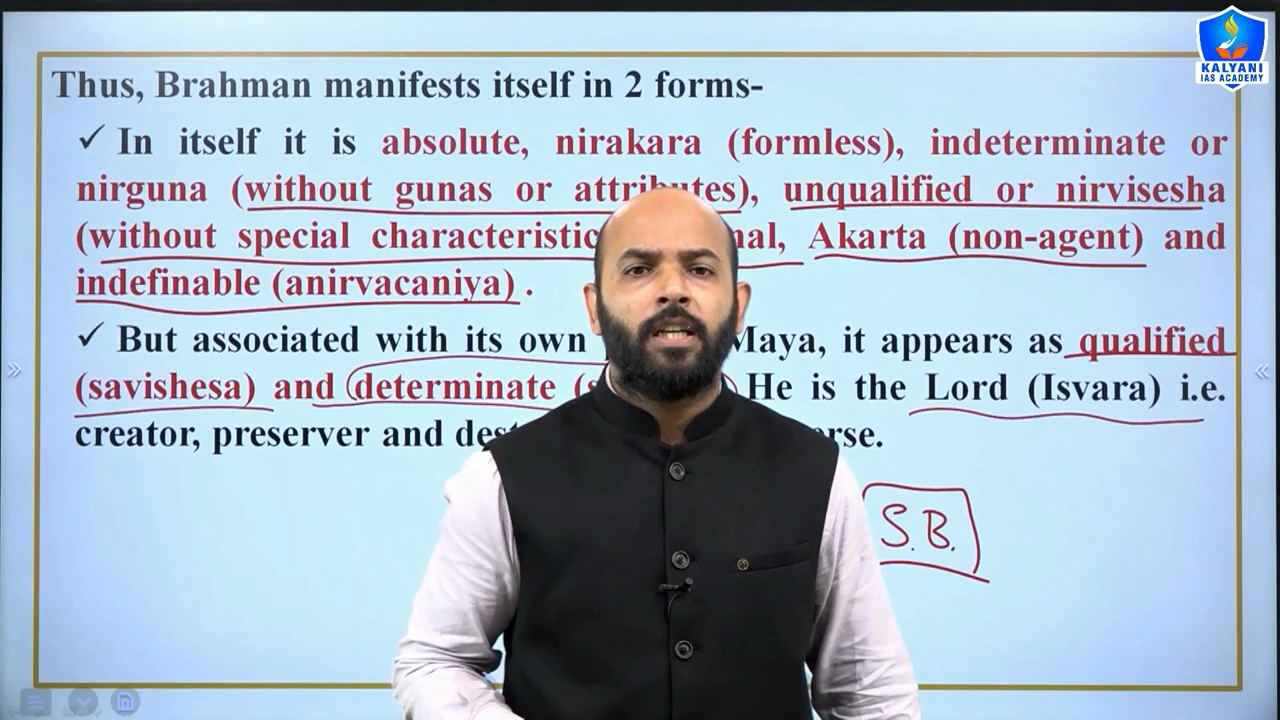 KALYANI
IAS ACADEMY
Thus, Brahman manifests itself in 2 forms-
✓ In itself it is absolute, nirakara (formless), indeterminate or
nirguna (without gunas or attributes), unqualified or nirvisesha
(without special characteristic Akarta (non-agent) and
indefinable (anirvacaniya) .
✓ But associated with its own Maya, it appears as qualified
(savishesa) and determinate He is the Lord (Isvara) i.e.
creator, preserver and
S.B.